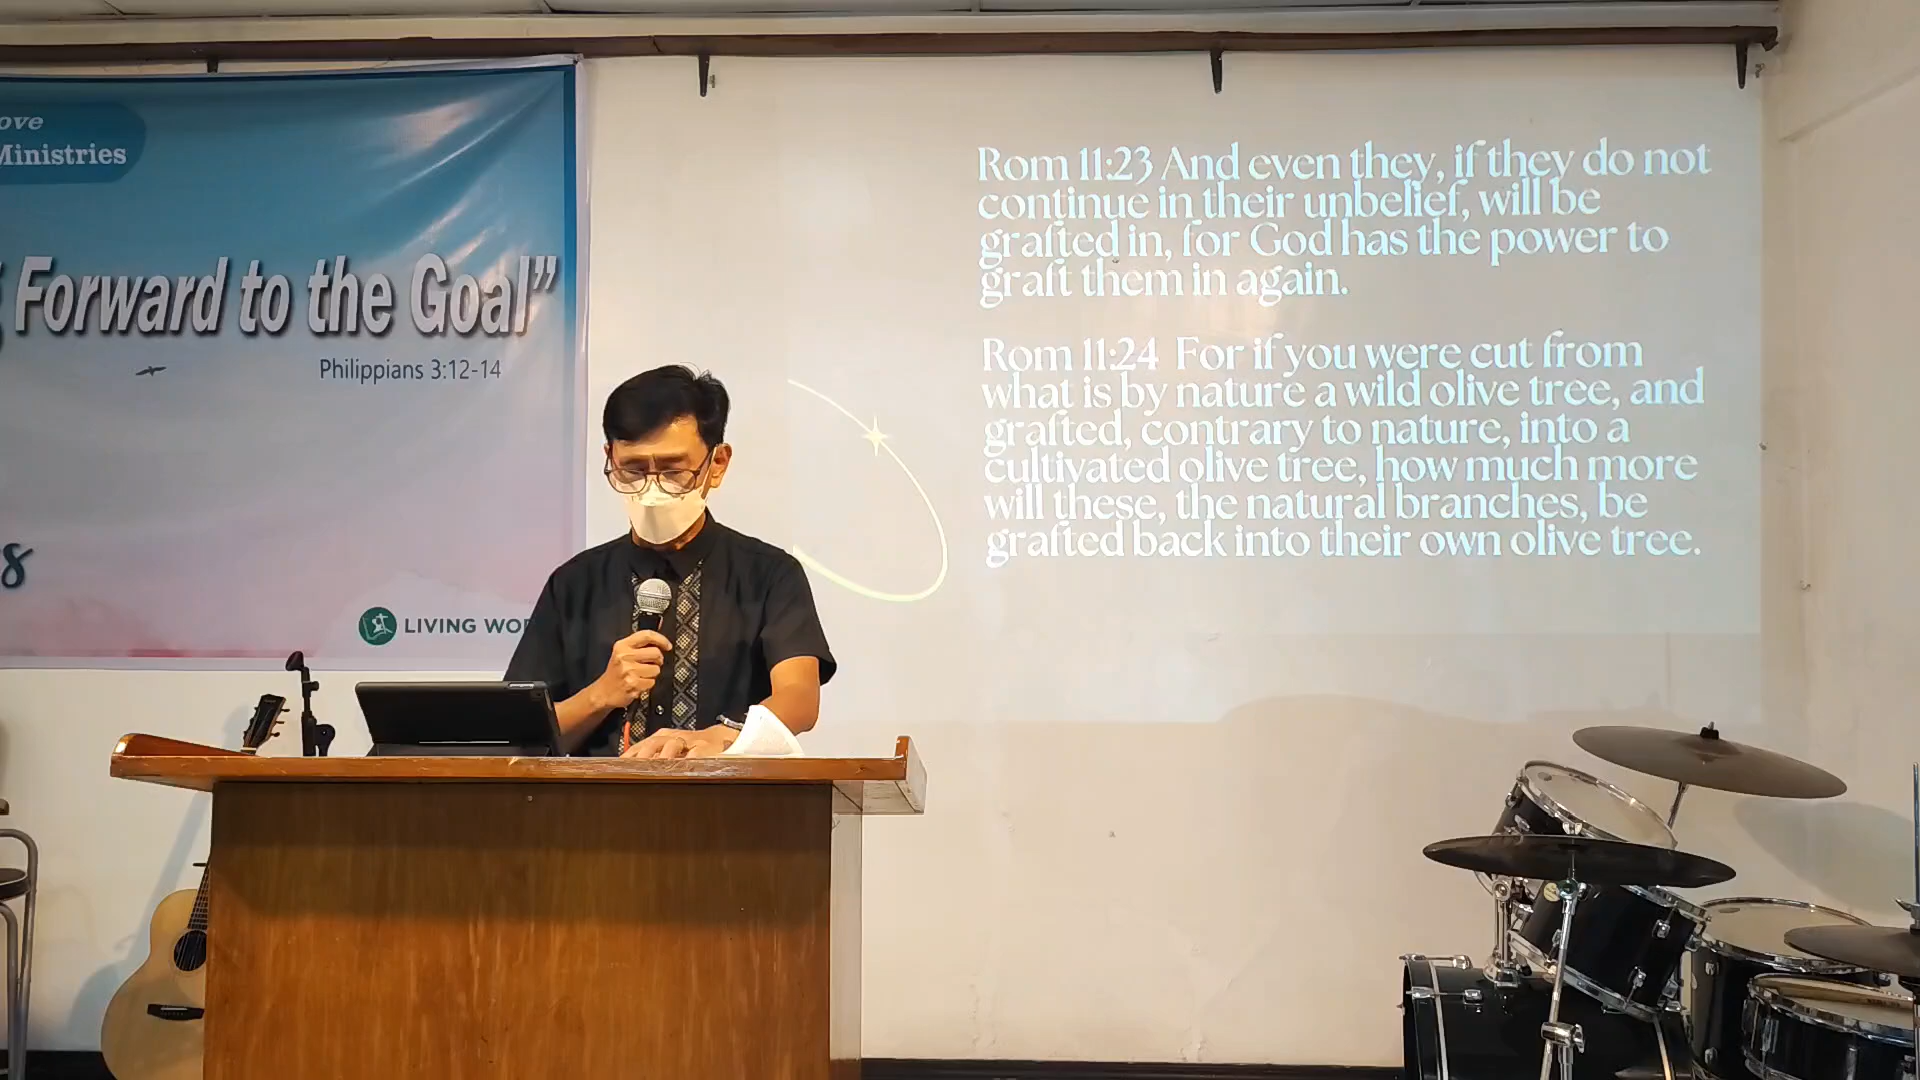 ove
Ministries
Forward to the Goal”
Philippians 3:12-14
LIVING
Rom 11:23 And even they, if they do not
continue in their unbelief, will be
grafted in, for God has the power to
graft them in again.
Rom 11:24 For if you were cut from
what is by nature a wild olive tree, and
grafted, contrary to nature, into a
cultivated olive tree, how much more
will these, the natural branches, be
grafted back into their own olive tree.